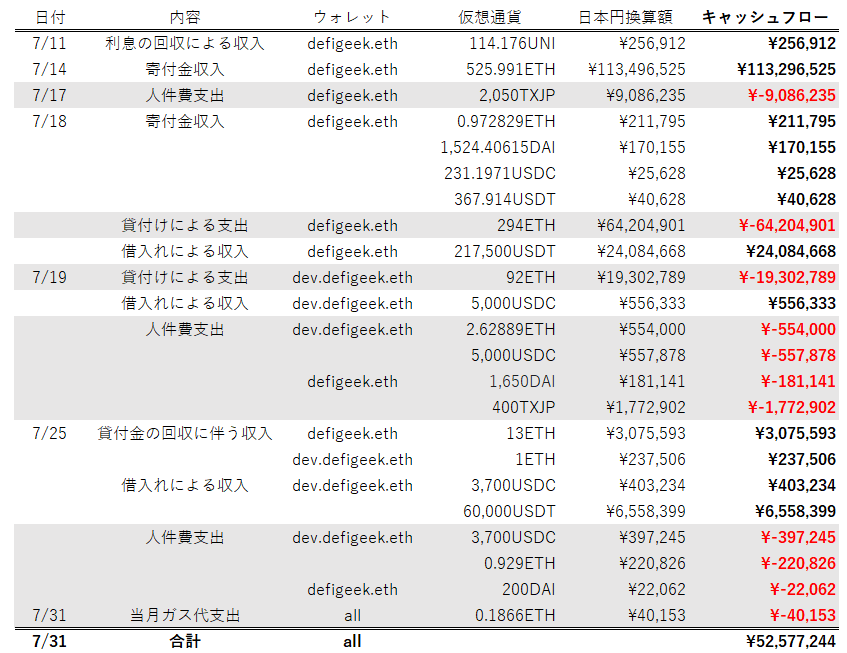 日付 内容 ウォレット 仮想通貨 日本円換算額 キャッシュフロー
7/11 利息の回収による収入 defigeek.eth 114.176UNI ¥256,912 ¥256,912
7/14 寄付金収入 defigeek.eth 525.991ETH ¥113,496,525 ¥113,296,525
7/17 人件費支出 defigeek.eth 2,050TXJP ¥9,086,235 ¥-9,086,235
7/18 寄付金収入 defigeek.eth 0.972829ETH ¥211,795 ¥211,795
1,524.40615DAI ¥170,155 ¥170,155
231.1971USDC ¥25,628 ¥25,628
367.914USDT ¥40,628 ¥40,628
貸付けによる支出 defigeek.eth 294ETH ¥64,204,901 ¥-64,204,901
借入れによる収入 defigeek.eth 217,500USDT ¥24,084,668 ¥24,084,668
7/19 貸付けによる支出 dev.defigeek.eth 92ETH ¥19,302,789 ¥-19,302,789
借入れによる収入 dev.defigeek.eth 5,000USDC ¥556,333 ¥556,333
人件費支出 dev.defigeek.eth 2.62889ETH ¥554,000 ¥-554,000
5,000USDC ¥557,878 ¥-557,878
defigeek.eth 1,650DAI ¥181,141 ¥-181,141
400TXJP ¥1,772,902 ¥-1,772,902
7/25 貸付金の回収に伴う収入 defigeek.eth 13ETH ¥3,075,593 ¥3,075,593
dev.defigeek.eth 1ETH ¥237,506 ¥237,506
借入れによる収入 dev.defigeek.eth 3,700USDC ¥403,234 ¥403,234
60,000USDT ¥6,558,399 ¥6,558,399
人件費支出 dev.defigeek.eth 3,700USDC ¥397,245 ¥-397,245
0.929ETH ¥220,826 ¥-220,826
defigeek.eth 200DAI ¥22,062 ¥-22,062
7/31 当月ガス代支出 all 0.1866ETH ¥40,153 ¥-40,153
7/31 合計 all ¥52,577,244